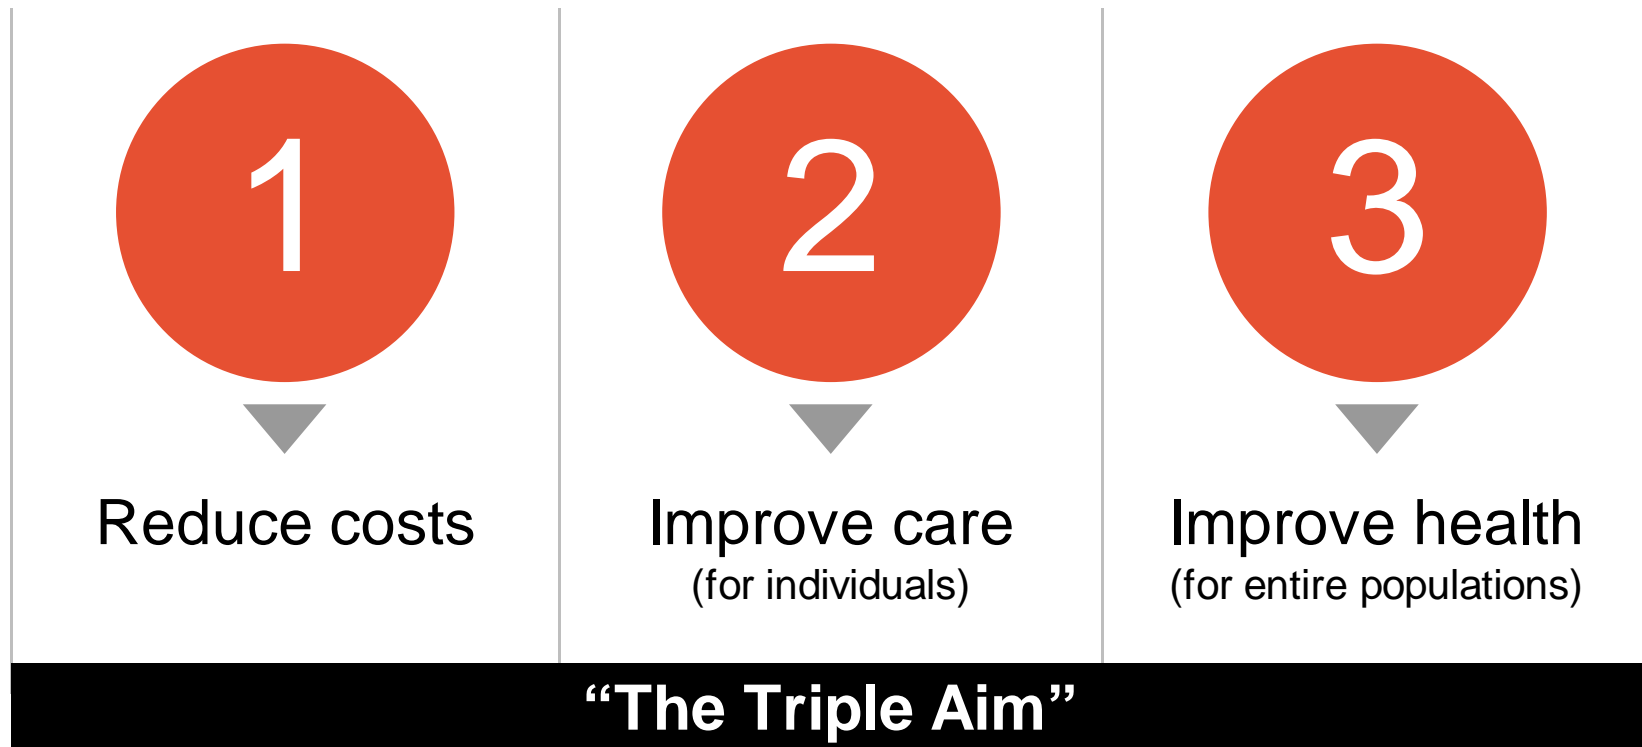 1
Reduce costs
2
Improve care
(for individuals)
3
Improve health
(for entire populations)
“The Triple Aim”